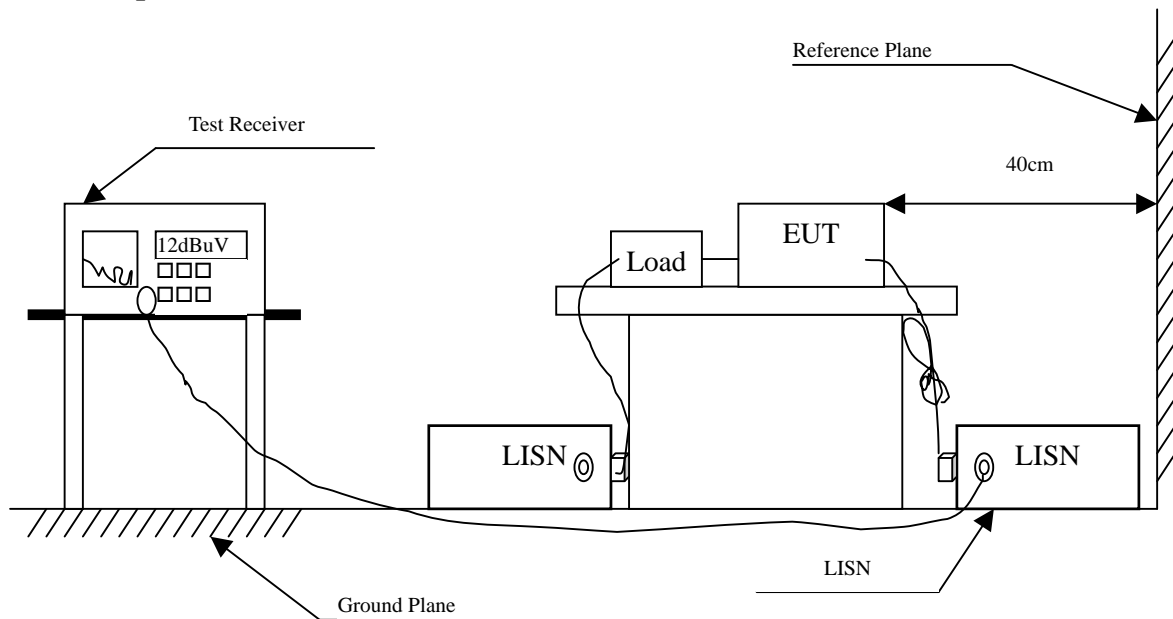 Reference Plane
Test Receiver
40cm
12dBuV
EUT
Load
LISN
LISN
LISN
Ground Plane